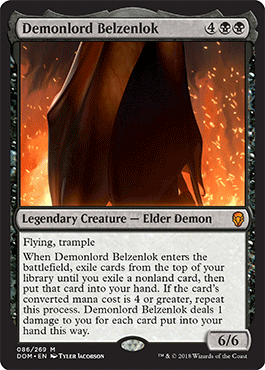 Demonlord Belzenlok 4
Legendary Creature — Elder Demon
Flying, trample
When Demonlord Belzenlok enters the
battlefield, exile cards from the top of your
library until you exile a nonland card, then
put that card into your hand. If the card's
converted mana cost is 4 or greater, repeat
this process. Demonlord Belzenlok deals 1
damage to you for each card put into your
hand this way.
6/6
086/269 M
DOM • EN Tyler Jacobson ™ & © 2018 Wizards of the Coast